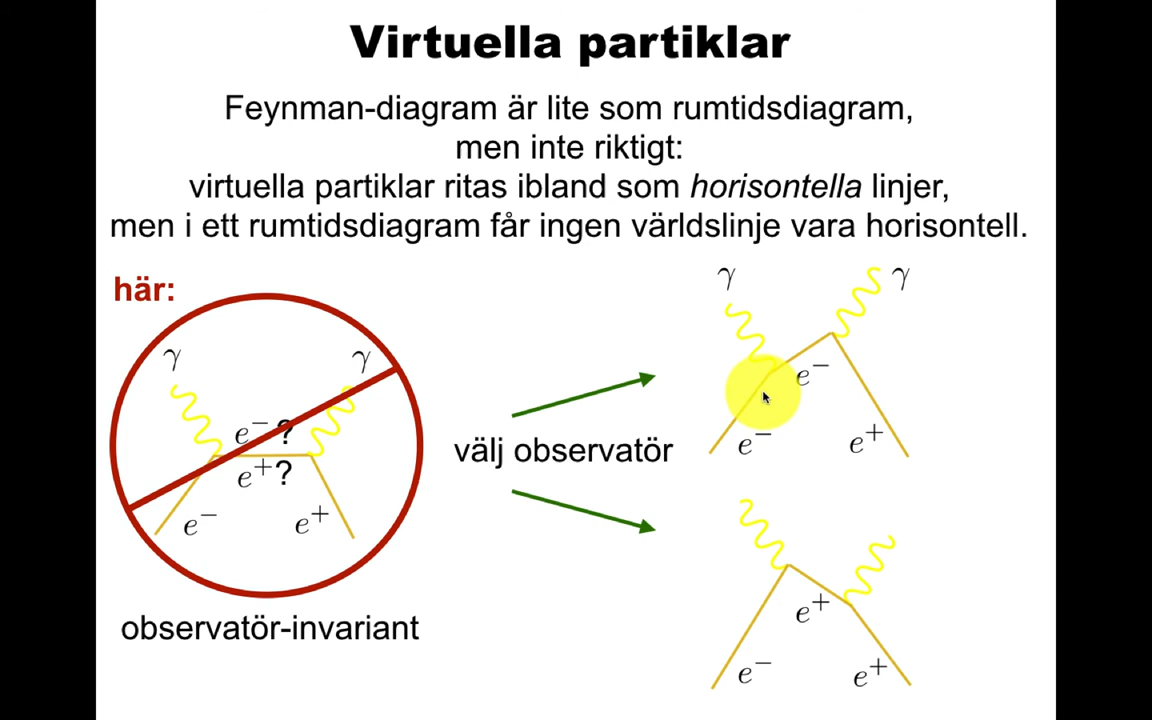 Virtuella partiklar
Feynman-diagram är lite som rumtidsdiagram,
men inte riktigt:
virtuella partiklar ritas ibland som horisontella linjer,
men i ett rumtidsdiagram får ingen världslinje vara horisontell.
här:
γ γ
e⁻ ?
e⁺?
e⁻ e⁺
observatör-invariant
välj observatör
γ γ
e⁻
e⁻ e⁺
e⁺
e⁻ e⁺